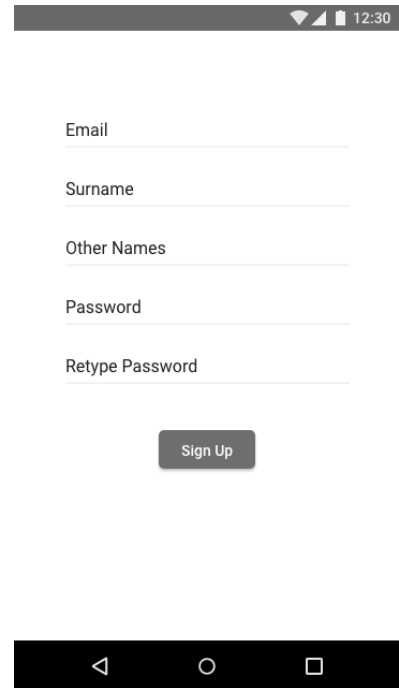 12:30
Email
Surname
Other Names
Password
Retype Password
Sign Up